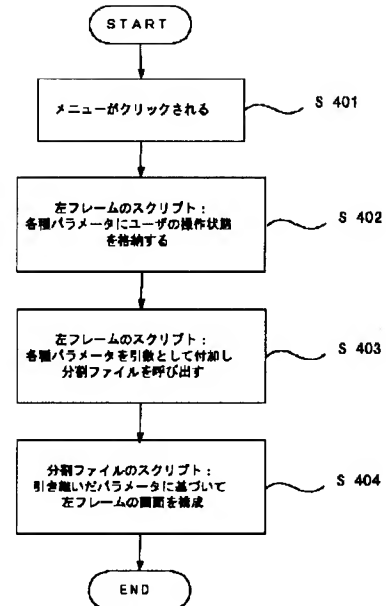 START
メニューがクリックされる
S 401
左フレームのスクリプト：
各種パラメータにユーザの操作状態
を格納する
S 402
左フレームのスクリプト：
各種パラメータを引数として付加し
分割ファイルを呼び出す
S 403
分割ファイルのスクリプト：
引き継いだパラメータに基づいて
左フレームの画面を構成
S 404
END